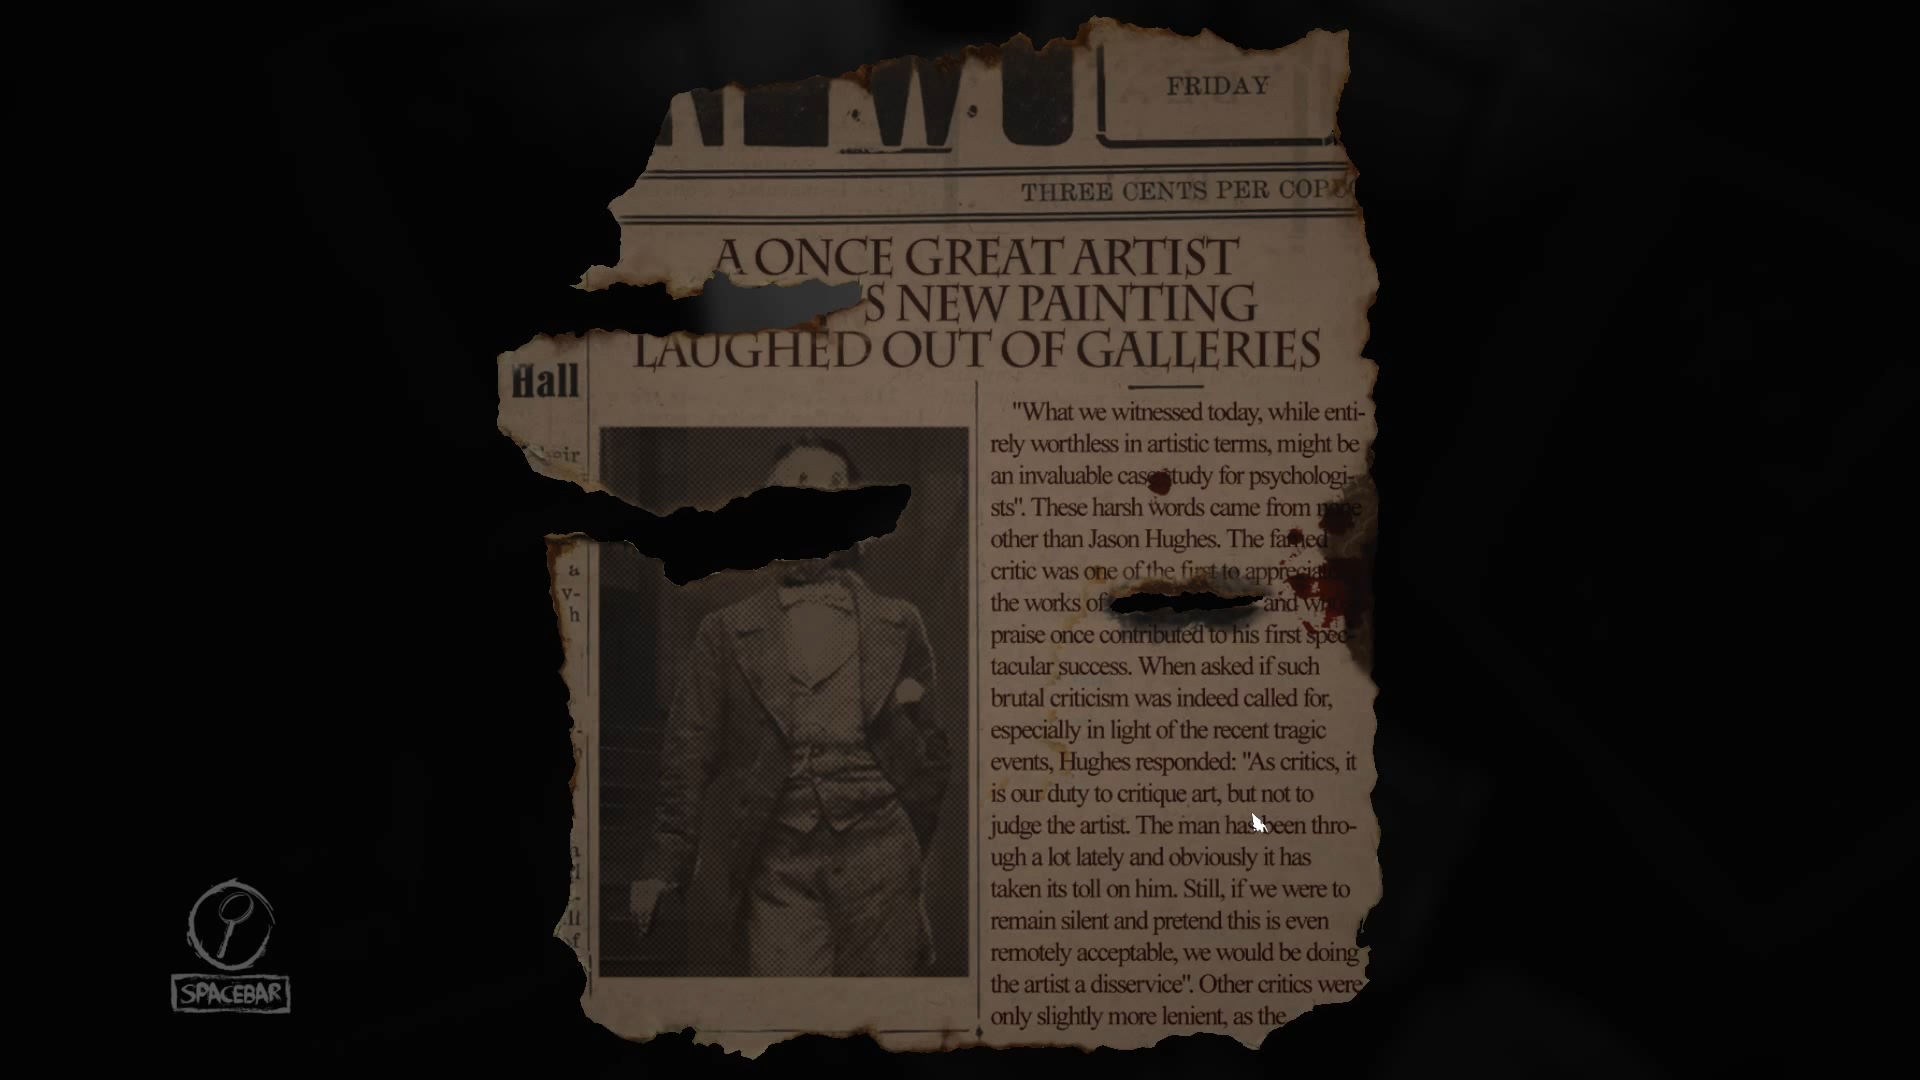 FRIDAY
THREE CENTS PER COP
A ONCE GREAT ARTIST
S NEW PAINTING
LAUGHED OUT OF GALLERIES
Hall
"What we witnessed today, while enti-
rely worthless in artistic terms, might be
an invaluable case study for psychologi-
sts". These harsh words came from none
other than Jason Hughes. The famed
critic was one of the first to appreciate
the works of and whose
praise once contributed to his first spec-
tacular success. When asked if such
brutal criticism was indeed called for,
especially in light of the recent tragic
events, Hughes responded: "As critics, it
is our duty to critique art, but not to
judge the artist. The man has been thro-
ugh a lot lately and obviously it has
taken its toll on him. Still, if we were to
remain silent and pretend this is even
remotely acceptable, we would be doing
the artist a disservice". Other critics were
only slightly more lenient, as the
a
v-
h
SPACEBAR